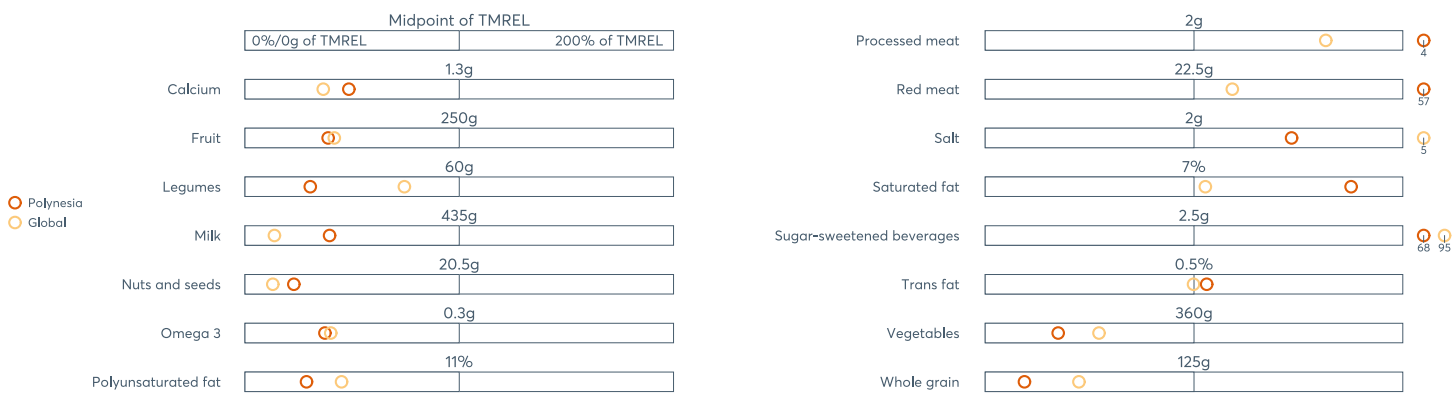 Midpoint of TMREL
0%/0g of TMREL
200% of TMREL
1.3g
Calcium
250g
Fruit
60g
Legumes
435g
Milk
20.5g
Nuts and seeds
0.3g
Omega 3
11%
Polyunsaturated fat
Polynesia
Global
2g
Processed meat
4
22.5g
Red meat
57
2g
Salt
5
7%
Saturated fat
2.5g
Sugar-sweetened beverages
68 95
0.5%
Trans fat
360g
Vegetables
125g
Whole grain